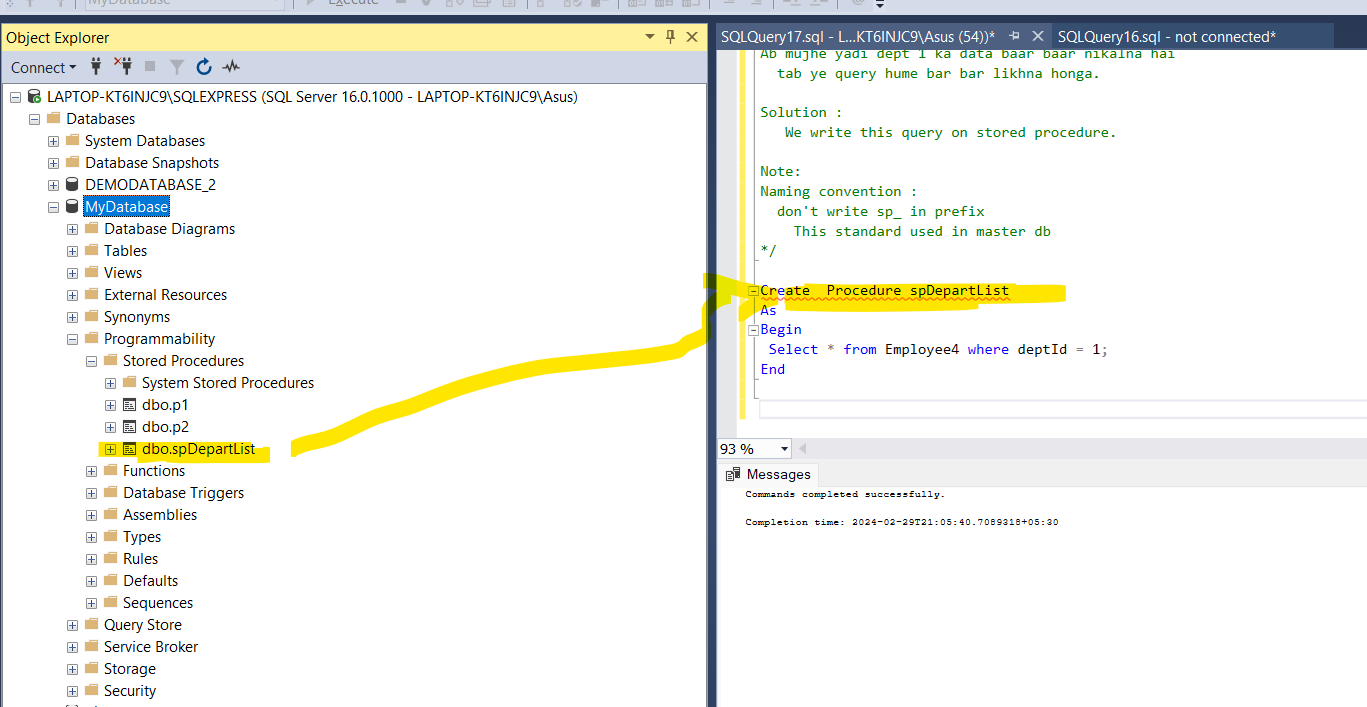 MyDatabase
Execute
Object Explorer
Connect
LAPTOP-KT6INJC9\SQLEXPRESS (SQL Server 16.0.1000 - LAPTOP-KT6INJC9\Asus)
Databases
System Databases
Database Snapshots
DEMODATABASE_2
MyDatabase
Database Diagrams
Tables
Views
External Resources
Synonyms
Programmability
Stored Procedures
System Stored Procedures
dbo.p1
dbo.p2
dbo.spDepartList
Functions
Database Triggers
Assemblies
Types
Rules
Defaults
Sequences
Query Store
Service Broker
Storage
Security
SQLQuery17.sql - L...KT6INJC9\Asus (54))*
SQLQuery16.sql - not connected*
Ab mujhe yadi dept 1 ka data baar baar nikalna hai
tab ye query hume bar bar likhna honga.
Solution :
We write this query on stored procedure.
Note:
Naming convention :
don't write sp_ in prefix
This standard used in master db
*/
Create  Procedure spDepartList
As
Begin
Select * from Employee4 where deptId = 1;
End
93 %
Messages
Commands completed successfully.
Completion time: 2024-02-29T21:05:40.7089318+05:30